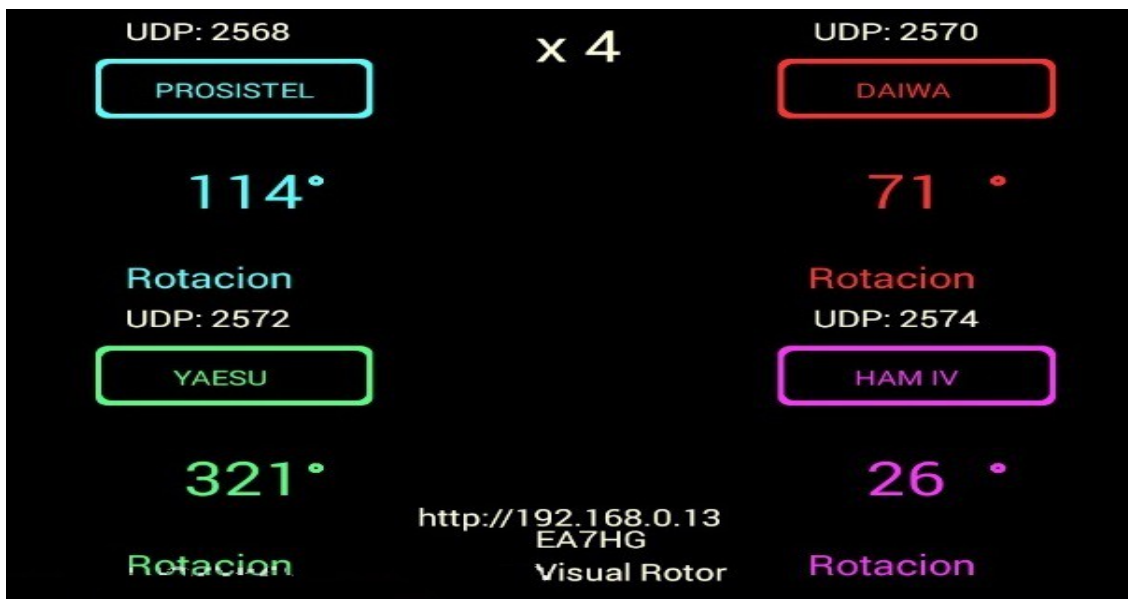 UDP: 2568
x 4
UDP: 2570
PROSISTEL
DAIWA
114°
71 °
Rotacion
Rotacion
UDP: 2572
UDP: 2574
YAESU
HAM IV
321°
26 °
http://192.168.0.13
EA7HG
Rotacion
Visual Rotor
Rotacion